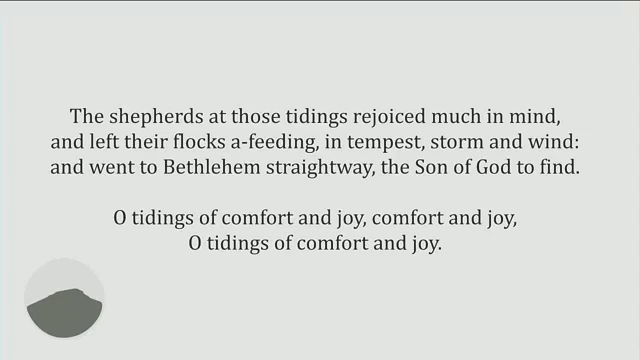 The shepherds at those tidings rejoiced much in mind,
and left their flocks a-feeding, in tempest, storm and wind:
and went to Bethlehem straightway, the Son of God to find.
O tidings of comfort and joy, comfort and joy,
O tidings of comfort and joy.